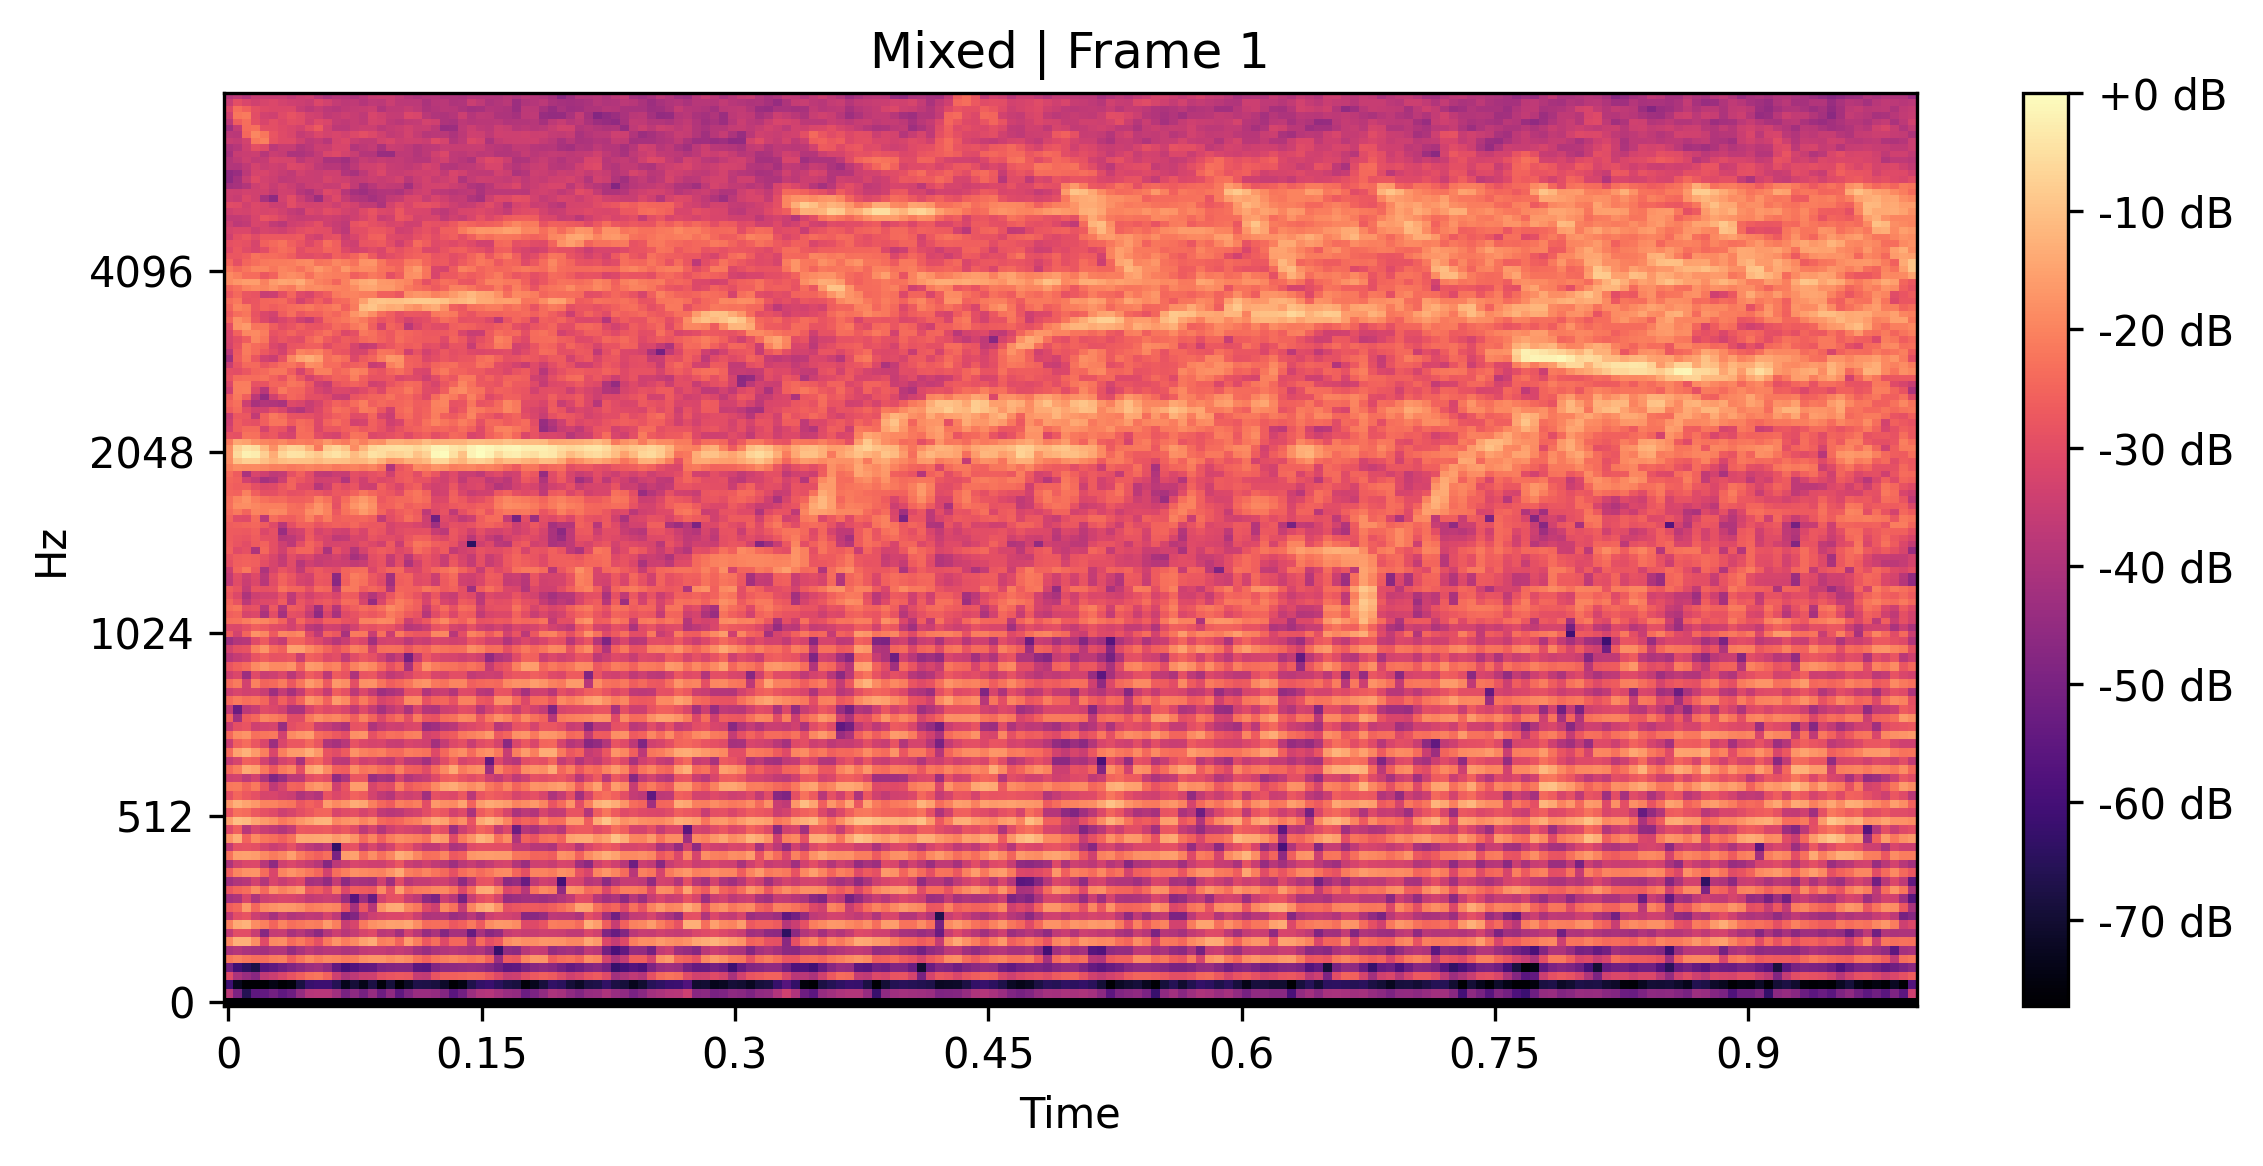 Mixed | Frame 1
+0 dB
-10 dB
-20 dB
-30 dB
-40 dB
-50 dB
-60 dB
-70 dB
Hz
4096
2048
1024
512
0
0 0.15 0.3 0.45 0.6 0.75 0.9
Time